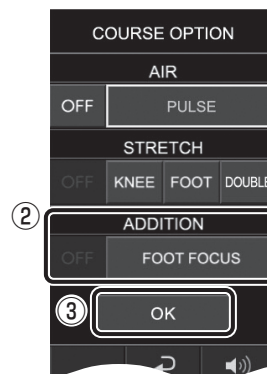 COURSE OPTION
AIR
OFF PULSE
STRETCH
OFF KNEE FOOT DOUBLE
② ADDITION
OFF FOOT FOCUS
③ OK